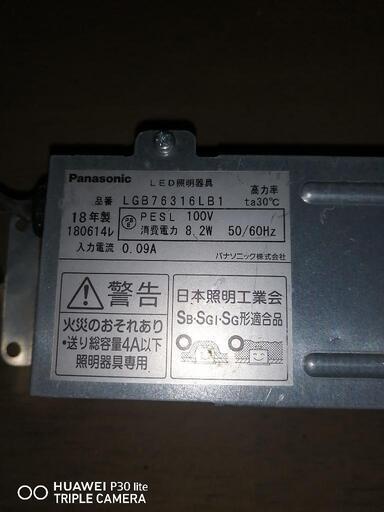 Panasonic
LED照明器具
高力率
品番 LGB76316LB1 ta30℃
18年製 PS E PESL 100V
180614レ 消費電力 8.2W 50/60Hz
入力電流 0.09A
パナソニック株式会社
警告
火災のおそれあり
*送り総容量4A以下
照明器具専用
日本照明工業会
SB・SGI・SG形適合品
HUAWEI P30 lite
TRIPLE CAMERA